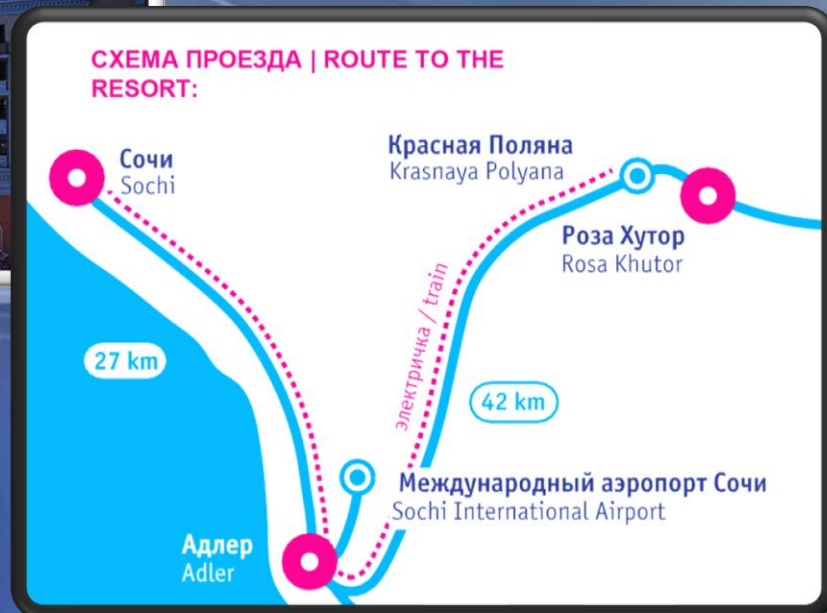 СХЕМА ПРОЕЗДА | ROUTE TO THE
RESORT:
Сочи
Sochi
Красная Поляна
Krasnaya Polyana
Роза Хутор
Rosa Khutor
электричка / train
27 km
42 km
Международный аэропорт Сочи
Sochi International Airport
Адлер
Adler